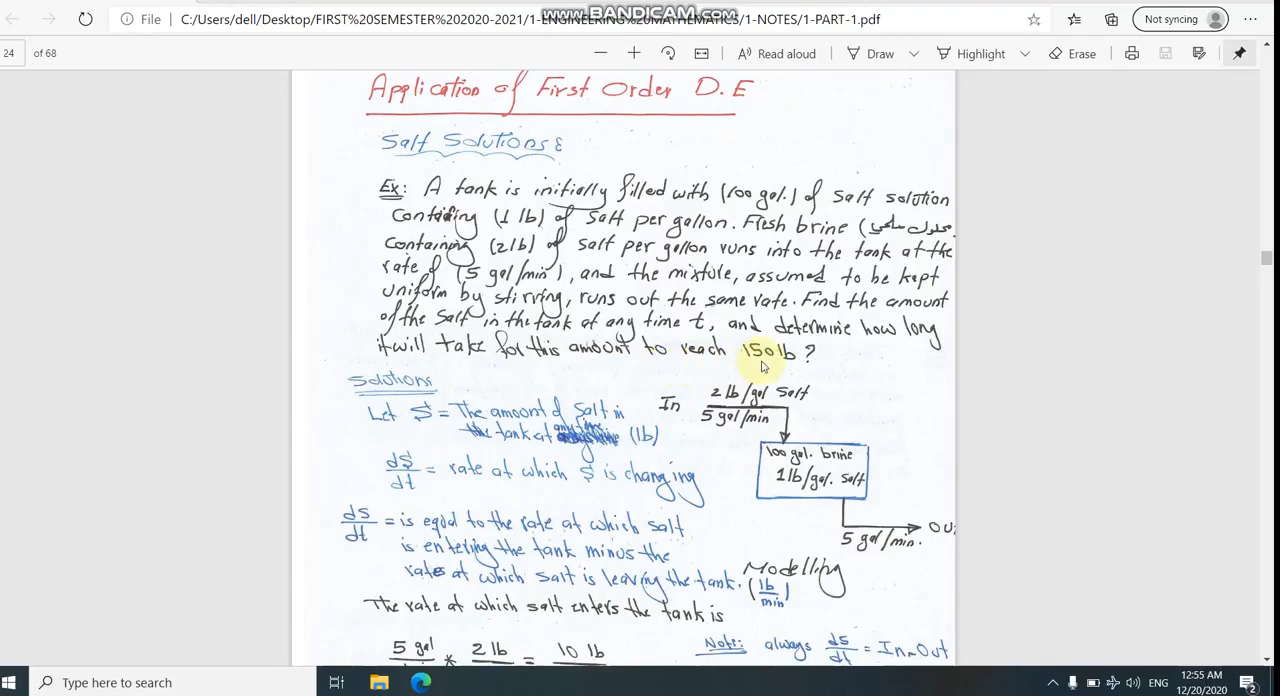 www.BANDICAM.com
File C:/Users/dell/Desktop/FIRST%20SEMESTER%202020-2021/1-ENGINEERING%20MATHEMATICS/1-NOTES/1-PART-1.pdf
Not syncing
24 of 68
Read aloud Draw Highlight Erase
Application of First Order D.E
Salt Solutions:
Ex: A tank is initially filled with (100 gal.) of salt solution
Containing (1 lb) of salt per gallon. Fresh brine (محلول ملحي
Containing (2 lb) of salt per gallon runs into the tank at the
rate of (5 gal/min), and the mixture, assumed to be kept
uniform by stirring, runs out the same rate. Find the amount
of the salt in the tank at any time t, and determine how long
it will take for this amount to reach 150 lb ?
Solution:
Let S = The amount of salt in
the tank at any time (lb)
dS/dt = rate at which S is changing
ds/dt = is equal to the rate at which salt
is entering the tank minus the
rate at which salt is leaving the tank. (lb/min)
The rate at which salt enters the tank is
5 gal * 2 lb = 10 lb
In 2 lb/gal salt
5 gal/min
100 gal. brine
1 lb/gal. salt
5 gal/min.
Modelling
Note: always ds/dt = In - Out
Type here to search
ENG
12:55 AM
12/20/2020
2